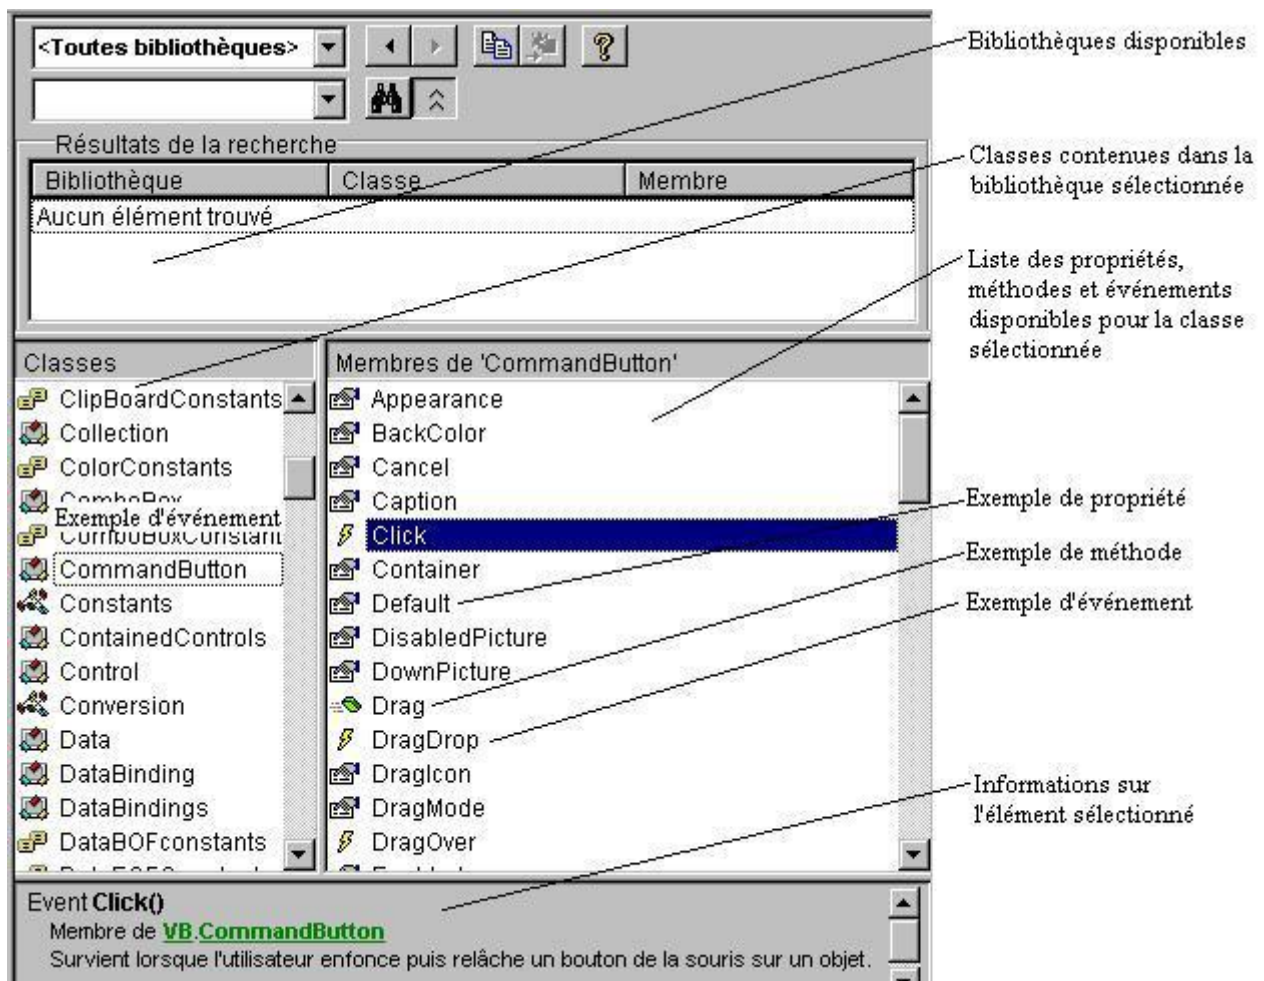 <Toutes bibliothèques>
Bibliothèques disponibles
Résultats de la recherche
Bibliothèque Classe Membre
Aucun élément trouvé
Classes contenues dans la
bibliothèque sélectionnée
Liste des propriétés,
méthodes et événements
disponibles pour la classe
sélectionnée
Classes
ClipBoardConstants
Collection
ColorConstants
ComboBox
Exemple d'événement
ComboBoxConstant
CommandButton
Constants
ContainedControls
Control
Conversion
Data
DataBinding
DataBindings
DataBOFconstants
Membres de 'CommandButton'
Appearance
BackColor
Cancel
Caption
Click
Container
Default
DisabledPicture
DownPicture
Drag
DragDrop
DragIcon
DragMode
DragOver
Exemple de propriété
Exemple de méthode
Exemple d'événement
Informations sur
l'élément sélectionné
Event Click()
Membre de VB.CommandButton
Survient lorsque l'utilisateur enfonce puis relâche un bouton de la souris sur un objet.